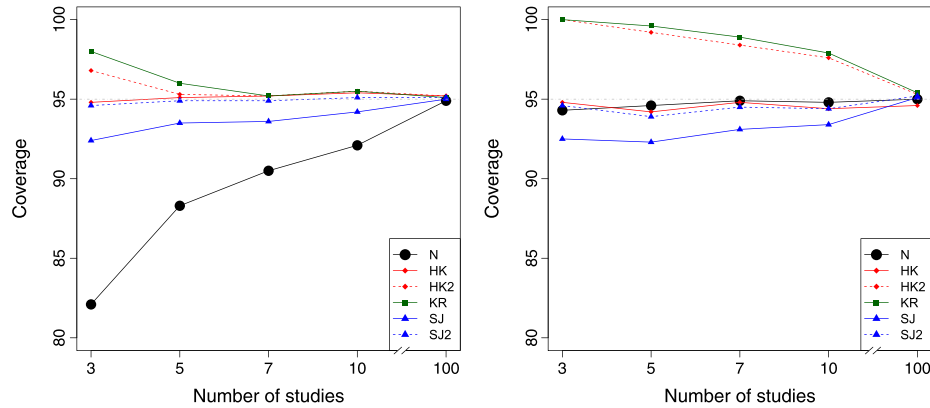 100
95
90
85
80
Coverage
N
HK
HK2
KR
SJ
SJ2
3 5 7 10 100
Number of studies
100
95
90
85
80
Coverage
N
HK
HK2
KR
SJ
SJ2
3 5 7 10 100
Number of studies